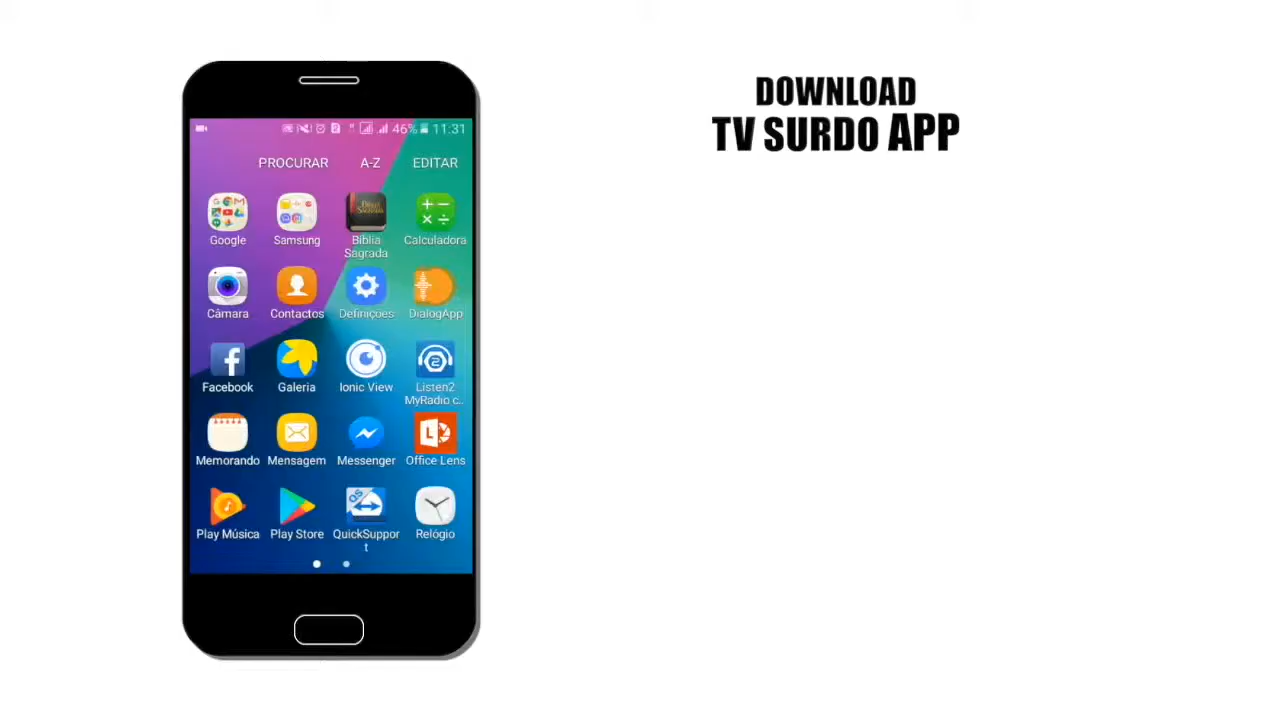 DOWNLOAD
TV SURDO APP
46% 11:31
PROCURAR A-Z EDITAR
Google Samsung Bíblia Sagrada Calculadora
Câmara Contactos Definições DialogApp
Facebook Galeria Ionic View Listen2 MyRadio c..
Memorando Mensagem Messenger Office Lens
Play Música Play Store QuickSupport Relógio